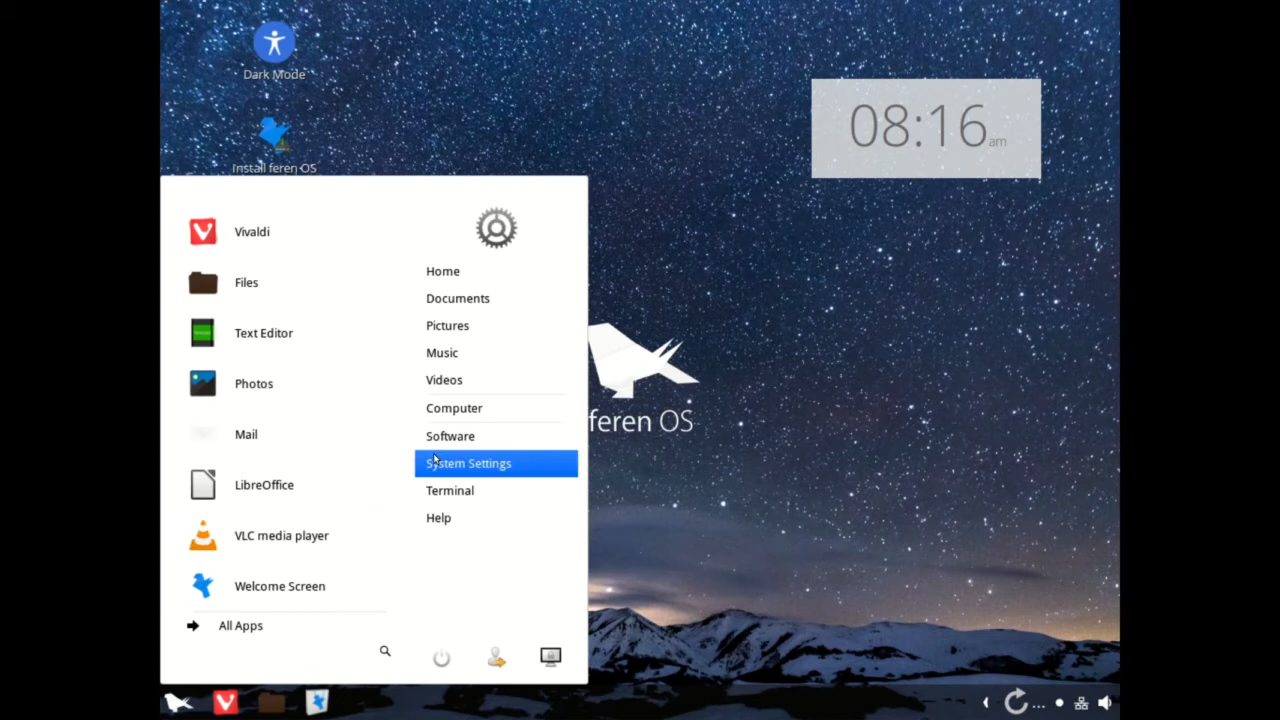 Dark Mode
Install feren OS
08:16 am
Vivaldi
Files
Text Editor
Photos
Mail
LibreOffice
VLC media player
Welcome Screen
All Apps
Home
Documents
Pictures
Music
Videos
Computer
Software
System Settings
Terminal
Help
feren OS
...